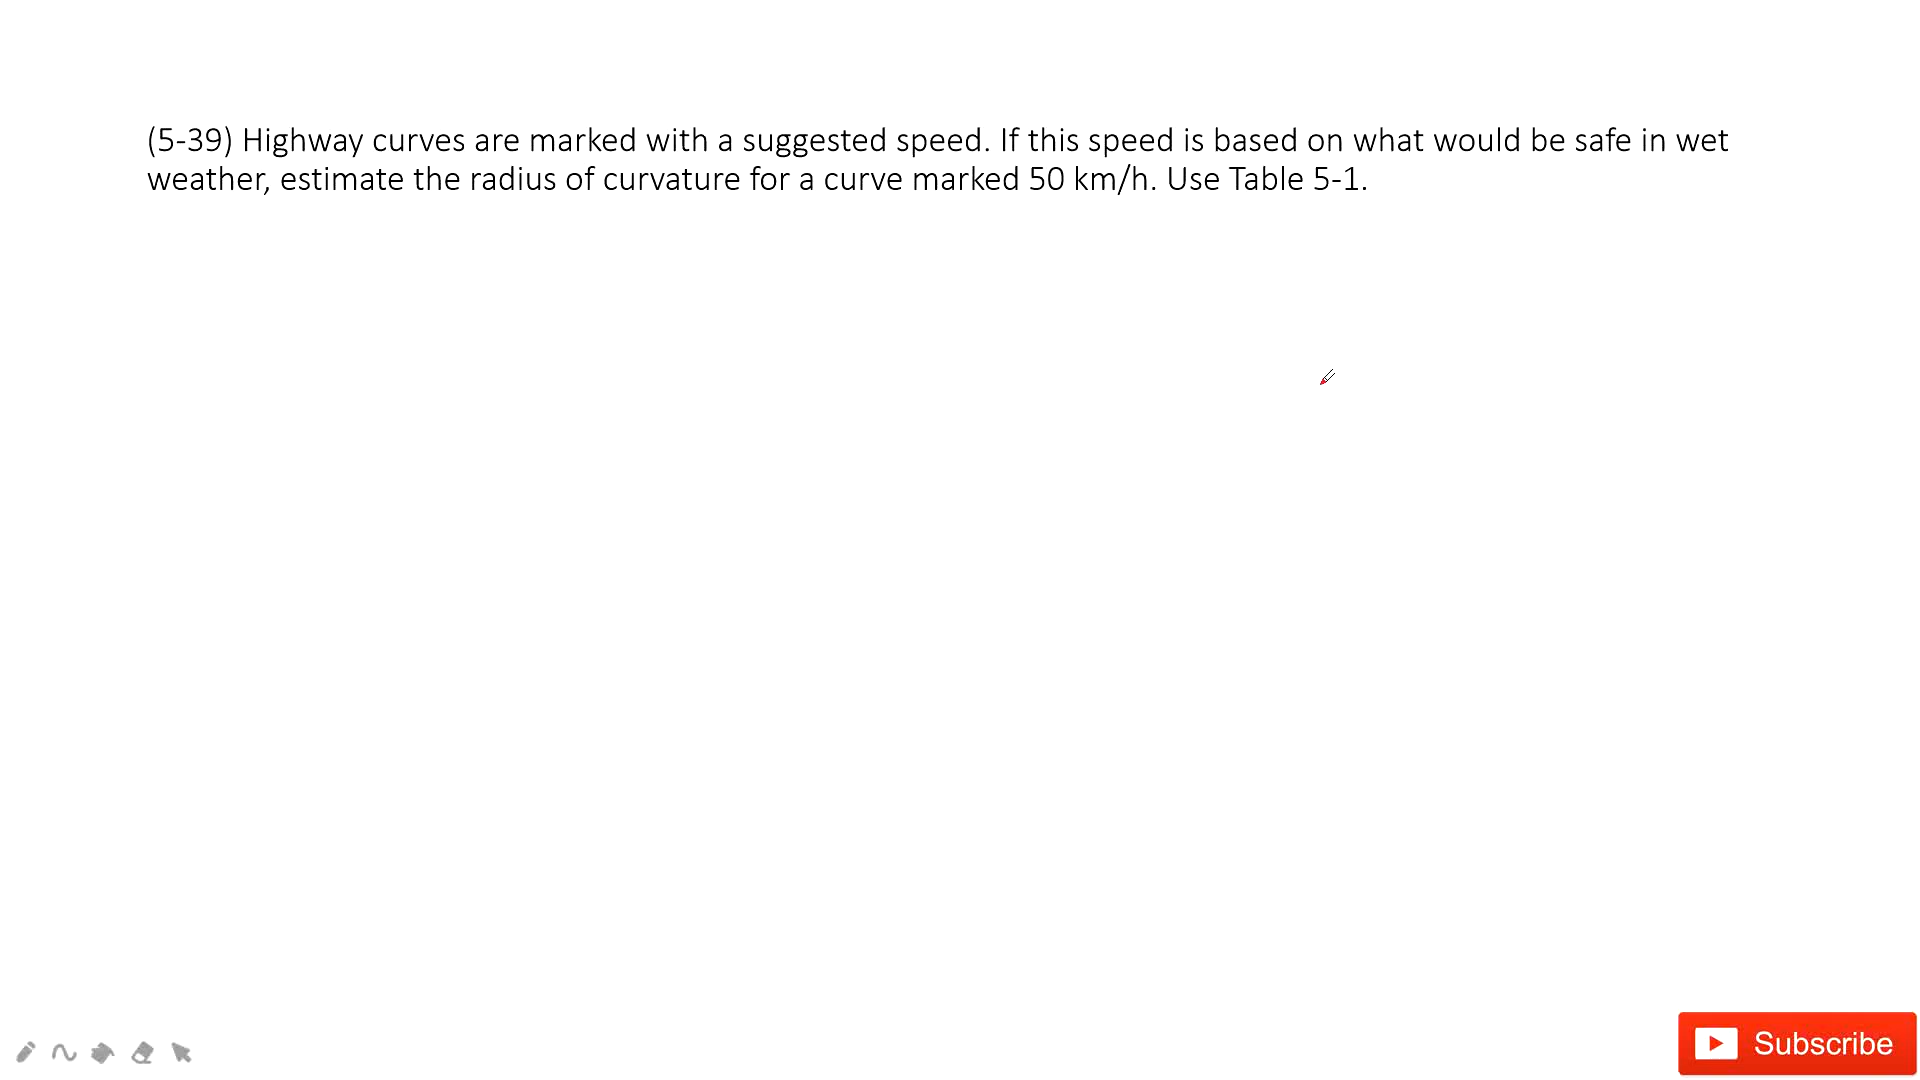 (5-39) Highway curves are marked with a suggested speed. If this speed is based on what would be safe in wet
weather, estimate the radius of curvature for a curve marked 50 km/h. Use Table 5-1.
Subscribe